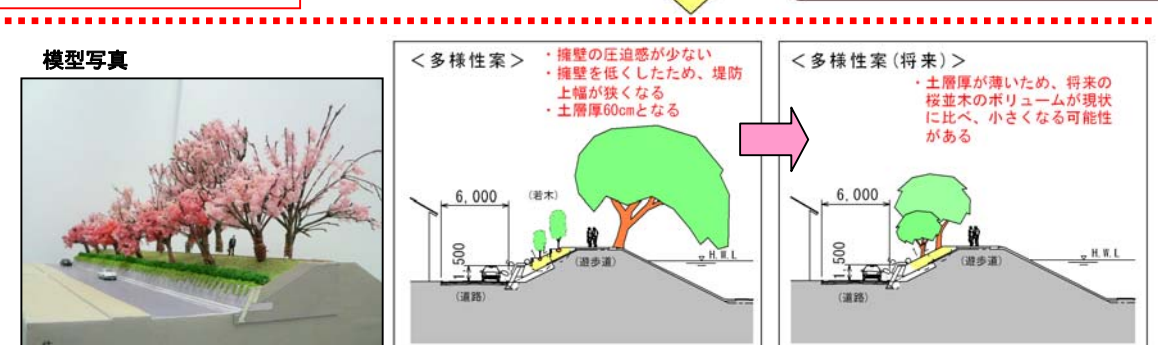 模型写真
＜多様性案＞
・擁壁の圧迫感が少ない
・擁壁を低くしたため、堤防
上幅が狭くなる
・土層厚60cmとなる
6,000
(若木)
1,500
(遊歩道)
H.W.L
(道路)
＜多様性案(将来)＞
・土層厚が薄いため、将来の
桜並木のボリュームが現状
に比べ、小さくなる可能性
がある
6,000
1,500
(遊歩道)
H.W.L
(道路)